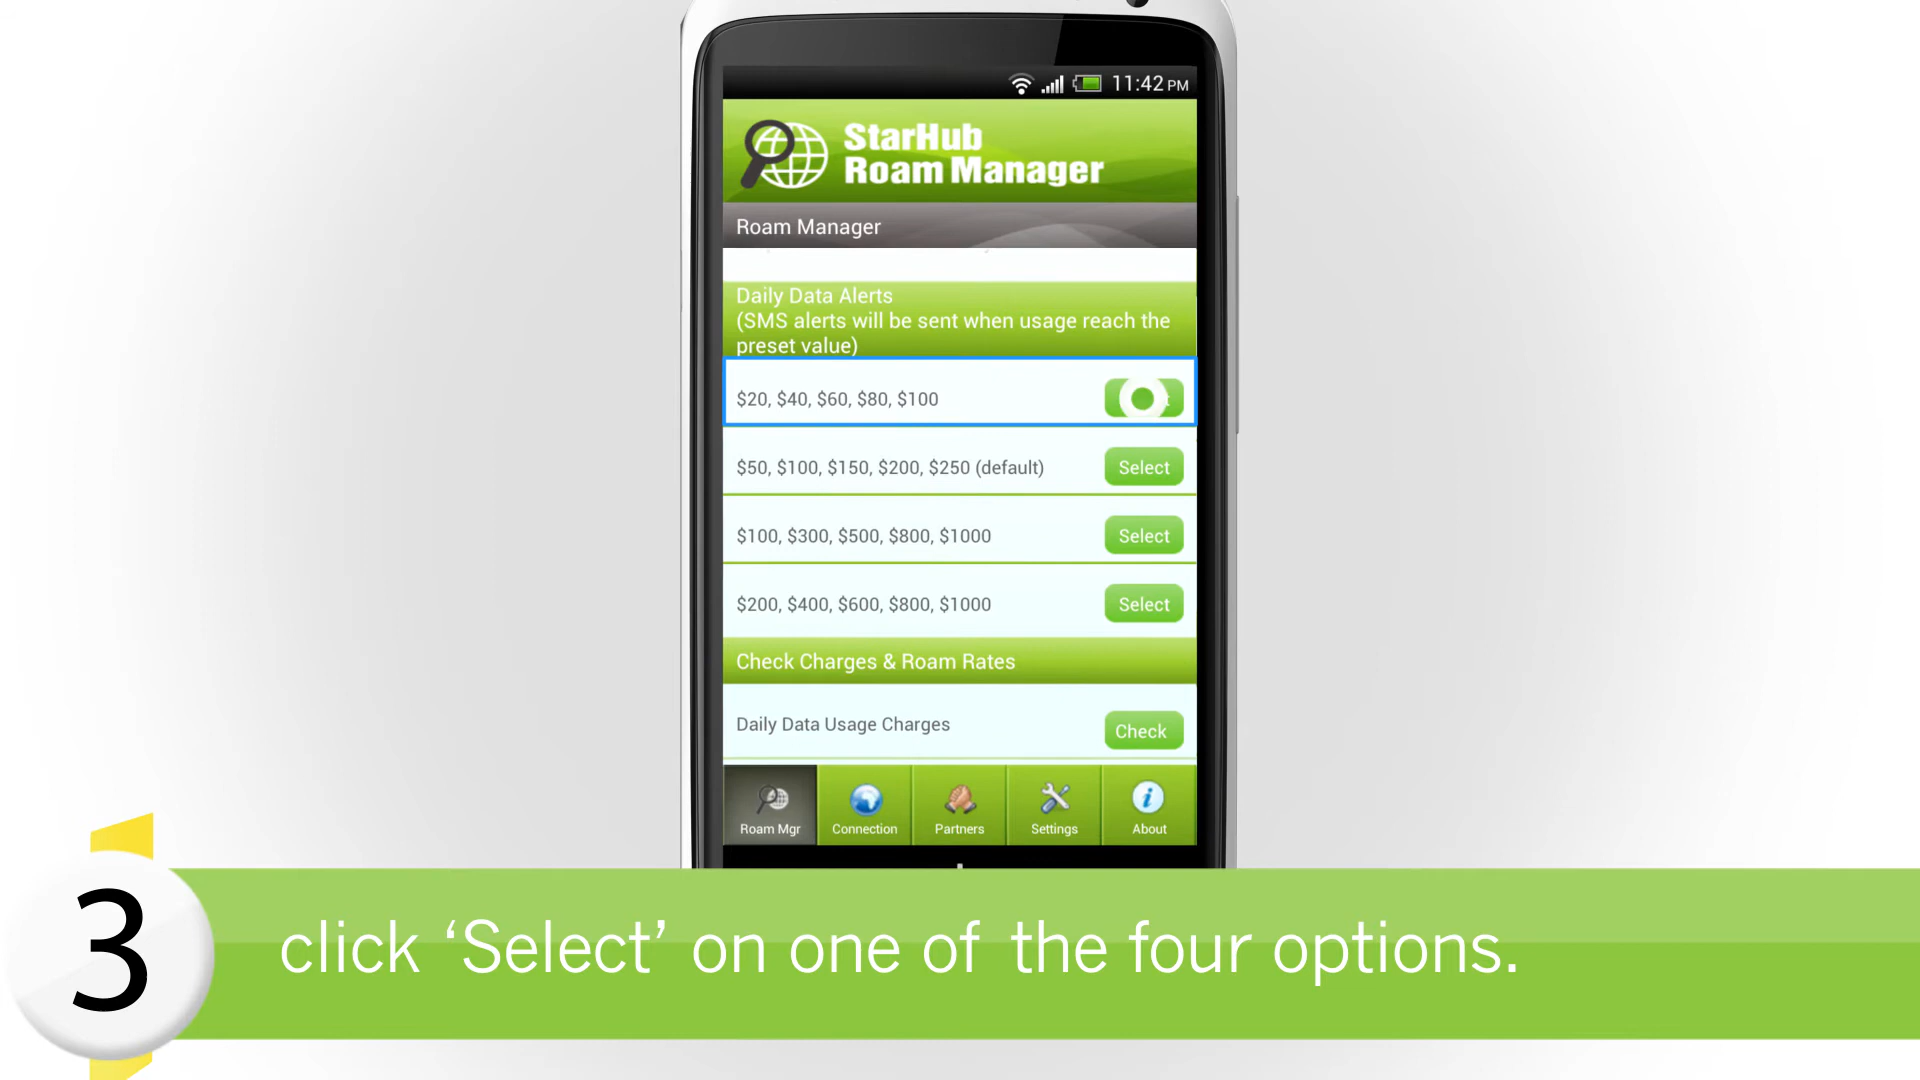 11:42 PM
StarHub
Roam Manager
Roam Manager
Daily Data Alerts
(SMS alerts will be sent when usage reach the
preset value)
$20, $40, $60, $80, $100
$50, $100, $150, $200, $250 (default) Select
$100, $300, $500, $800, $1000 Select
$200, $400, $600, $800, $1000 Select
Check Charges & Roam Rates
Daily Data Usage Charges Check
Roam Mgr Connection Partners Settings About
3 click ‘Select’ on one of the four options.